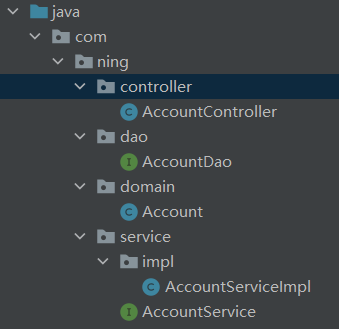 java
com
ning
controller
C AccountController
dao
I AccountDao
domain
C Account
service
impl
C AccountServiceImpl
I AccountService